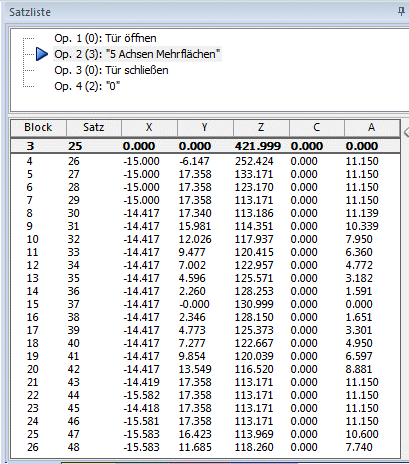 Satzliste
Op. 1 (0): Tür öffnen
Op. 2 (3): "5 Achsen Mehrflächen"
Op. 3 (0): Tür schließen
Op. 4 (2): "0"
Block Satz X Y Z C A
3 25 0.000 0.000 421.999 0.000 0.000
4 26 -15.000 -6.147 252.424 0.000 11.150
5 27 -15.000 17.358 133.171 0.000 11.150
6 28 -15.000 17.358 123.170 0.000 11.150
7 29 -15.000 17.358 113.171 0.000 11.150
8 30 -14.417 17.340 113.186 0.000 11.139
9 31 -14.417 15.981 114.351 0.000 10.339
10 32 -14.417 12.026 117.937 0.000 7.950
11 33 -14.417 9.477 120.415 0.000 6.360
12 34 -14.417 7.002 122.957 0.000 4.772
13 35 -14.417 4.596 125.571 0.000 3.182
14 36 -14.417 2.260 128.253 0.000 1.591
15 37 -14.417 -0.000 130.999 0.000 0.000
16 38 -14.417 2.346 128.150 0.000 1.651
17 39 -14.417 4.773 125.373 0.000 3.301
18 40 -14.417 7.277 122.667 0.000 4.950
19 41 -14.417 9.854 120.039 0.000 6.597
20 42 -14.417 13.549 116.520 0.000 8.881
21 43 -14.419 17.358 113.171 0.000 11.150
22 44 -15.582 17.358 113.171 0.000 11.150
23 45 -14.418 17.358 113.171 0.000 11.150
24 46 -15.581 17.358 113.171 0.000 11.150
25 47 -15.583 16.423 113.969 0.000 10.600
26 48 -15.583 11.685 118.260 0.000 7.740